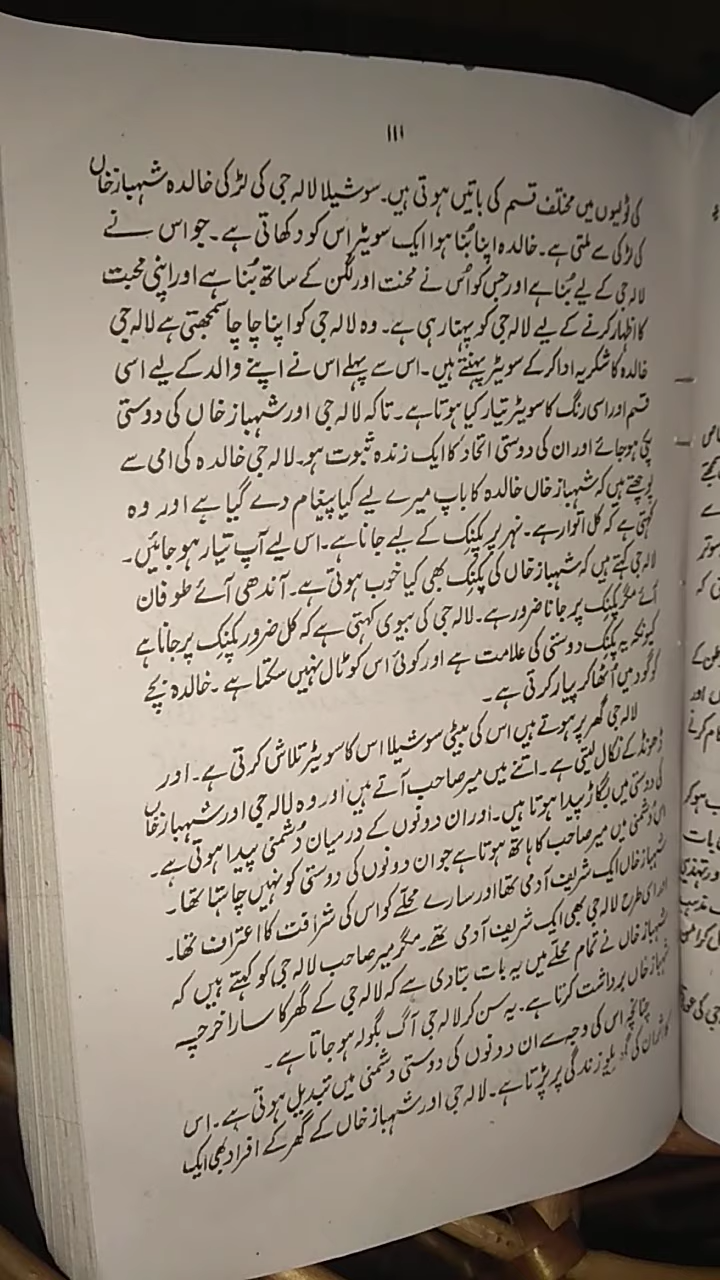 ۱۱۱
کی ٹولیوں میں مختلف قسم کی باتیں ہوتی ہیں۔ سوشیلا لالہ جی کی لڑکی خالدہ شہباز خاں
کی لڑکی سے ملتی ہے۔ خالدہ اپنا بُنا ہوا ایک سویٹر اس کو دکھاتی ہے۔ جو اس نے
لالہ جی کے لیے بُنا ہے اور جس کو اُس نے محنت اور لگن کے ساتھ بُنا ہے اور اپنی محبت
کا اظہار کرنے کے لیے لالہ جی کو پہنا رہی ہے۔ وہ لالہ جی کو اپنا چاچا سمجھتی ہے لالہ جی
خالدہ کا شکریہ ادا کر کے سویٹر پہنتے ہیں۔ اس سے پہلے اس نے اپنے والد کے لیے اسی
قسم اور اسی رنگ کا سویٹر تیار کیا ہوتا ہے۔ تاکہ لالہ جی اور شہباز خاں کی دوستی
پکی ہو جائے اور ان کی دوستی اتحاد کا ایک زندہ ثبوت ہو۔ لالہ جی خالدہ کی امی سے
پوچھتے ہیں کہ شہباز خاں خالدہ کا باپ میرے لیے کیا پیغام دے گیا ہے اور وہ
کہتی ہے کہ کل اتوار ہے۔ نہر پر پکنک کے لیے جانا ہے۔ اس لیے آپ تیار ہو جائیں۔
لالہ جی کہتے ہیں کہ شہباز خاں کی پکنک بھی کیا خوب ہوتی ہے۔ آندھی آئے طوفان
آئے مگر پکنک پر جانا ضرور ہے۔ لالہ جی کی بیوی کہتی ہے کہ کل ضرور پکنک پر جانا ہے
کیونکہ یہ پکنک دوستی کی علامت ہے اور کوئی اس کو ٹال نہیں سکتا ہے۔ خالدہ بچے
کو گود میں اُٹھا کر پیار کرتی ہے۔
لالہ جی گھر پر ہوتے ہیں اس کی بیٹی سوشیلا اس کا سویٹر تلاش کرتی ہے۔ اور
ڈھونڈ کے نکال لیتی ہے۔ اتنے میں میر صاحب آتے ہیں اور وہ لالہ جی اور شہباز خاں
کی دوستی میں بگاڑ پیدا ہوتا ہیں۔ اور ان دونوں کے درمیان دُشمنی پیدا ہوتی ہے۔
اس دُشمنی میں میر صاحب کا ہاتھ ہوتا ہے جو ان دونوں کی دوستی کو نہیں چاہتا تھا۔
شہباز خاں ایک شریف آدمی تھا اور سارے محلے کو اس کی شرافت کا اعتراف تھا۔
اسی طرح لالہ جی بھی ایک شریف آدمی تھے۔ مگر میر صاحب لالہ جی کو کہتے ہیں کہ
شہباز خاں نے تمام محلے میں یہ بات بتا دی ہے کہ لالہ جی کے گھر کا سارا خرچہ
شہباز خاں برداشت کرتا ہے۔ یہ سن کر لالہ جی آگ بگولہ ہو جاتا ہے۔
چنانچہ اس کی وجہ سے ان دونوں کی دوستی دشمنی میں تبدیل ہوتی ہے۔ اس
کا اثر ان کی گھریلو زندگی پر پڑتا ہے۔ لالہ جی اور شہباز خاں کے گھر کے افراد بھی ایک